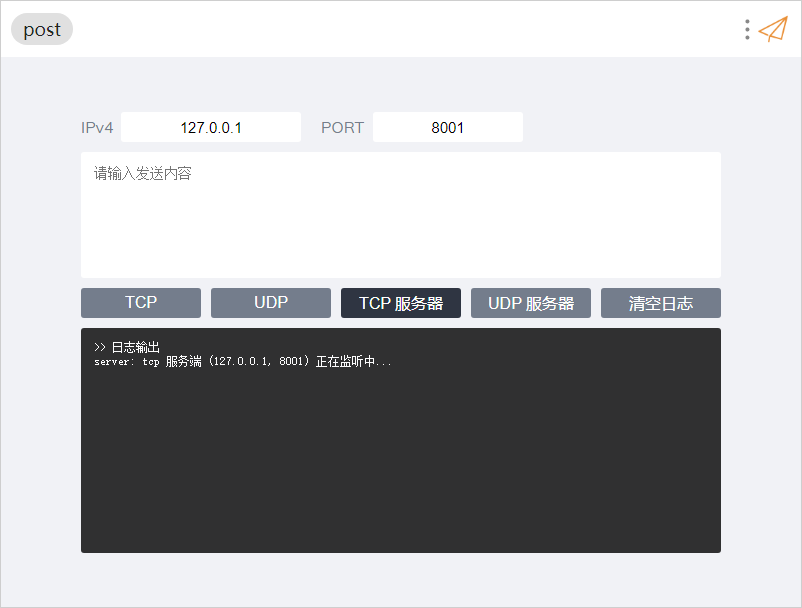 post
IPv4 127.0.0.1 PORT 8001
请输入发送内容
TCP UDP TCP 服务器 UDP 服务器 清空日志
>> 日志输出
server: tcp 服务端 (127.0.0.1, 8001) 正在监听中...